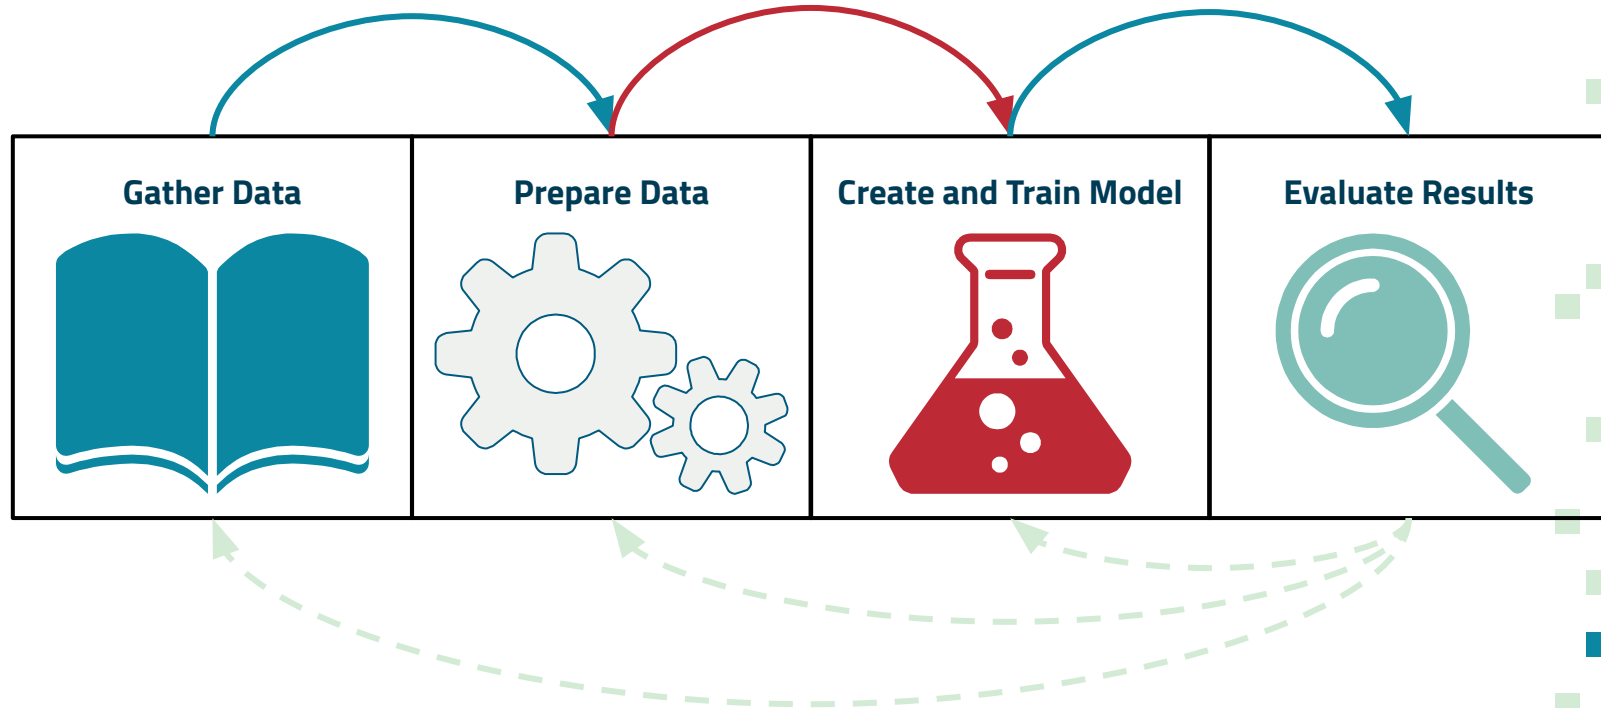 Gather Data
Prepare Data
Create and Train Model
Evaluate Results